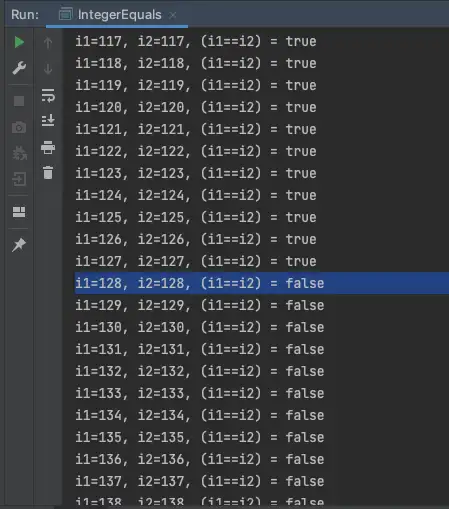 Run: IntegerEquals
i1=117, i2=117, (i1==i2) = true
i1=118, i2=118, (i1==i2) = true
i1=119, i2=119, (i1==i2) = true
i1=120, i2=120, (i1==i2) = true
i1=121, i2=121, (i1==i2) = true
i1=122, i2=122, (i1==i2) = true
i1=123, i2=123, (i1==i2) = true
i1=124, i2=124, (i1==i2) = true
i1=125, i2=125, (i1==i2) = true
i1=126, i2=126, (i1==i2) = true
i1=127, i2=127, (i1==i2) = true
i1=128, i2=128, (i1==i2) = false
i1=129, i2=129, (i1==i2) = false
i1=130, i2=130, (i1==i2) = false
i1=131, i2=131, (i1==i2) = false
i1=132, i2=132, (i1==i2) = false
i1=133, i2=133, (i1==i2) = false
i1=134, i2=134, (i1==i2) = false
i1=135, i2=135, (i1==i2) = false
i1=136, i2=136, (i1==i2) = false
i1=137, i2=137, (i1==i2) = false
i1=138, i2=138, (i1==i2) = false